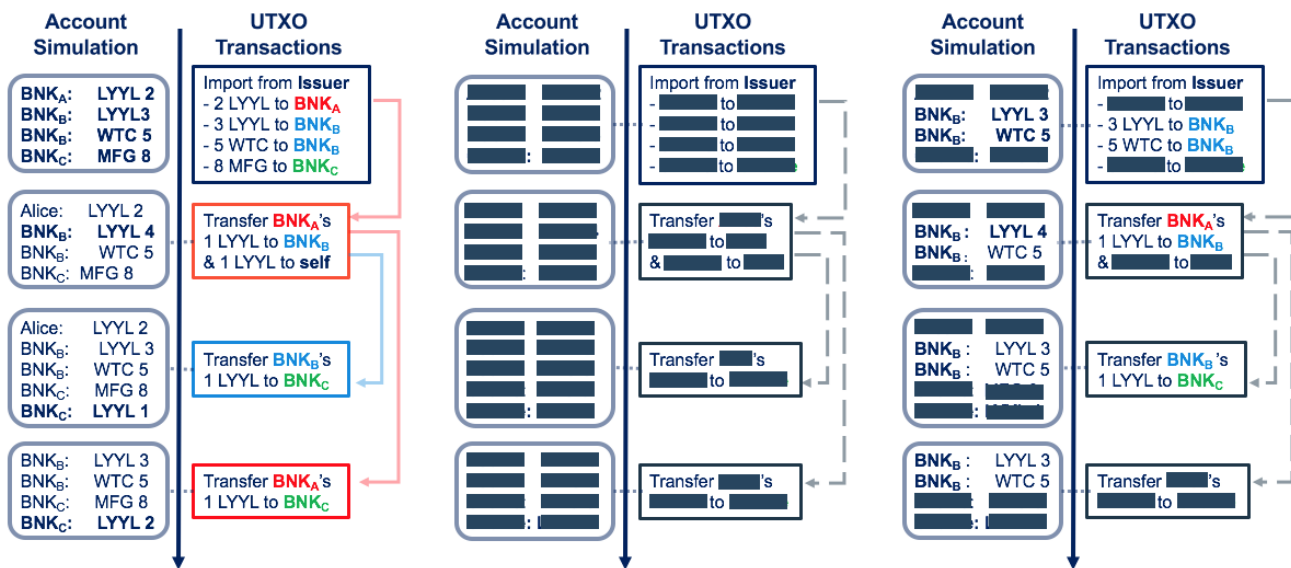 Account
Simulation
UTXO
Transactions
BNKA: LYYL 2
BNKB: LYYL3
BNKB: WTC 5
BNKC: MFG 8
Import from Issuer
- 2 LYYL to BNKA
- 3 LYYL to BNKB
- 5 WTC to BNKB
- 8 MFG to BNKC
Alice: LYYL 2
BNKB: LYYL 4
BNKB: WTC 5
BNKC: MFG 8
Transfer BNKA's
1 LYYL to BNKB
& 1 LYYL to self
Alice: LYYL 2
BNKB: LYYL 3
BNKB: WTC 5
BNKC: MFG 8
BNKC: LYYL 1
Transfer BNKB's
1 LYYL to BNKC
BNKB: LYYL 3
BNKB: WTC 5
BNKC: MFG 8
BNKC: LYYL 2
Transfer BNKA's
1 LYYL to BNKC
Account
Simulation
UTXO
Transactions
:
Import from Issuer
- to
- to
- to
- to
:
Transfer 's
to
& to
:
Transfer 's
to
:
Transfer 's
to
Account
Simulation
UTXO
Transactions
BNKB: LYYL 3
BNKB: WTC 5
:
Import from Issuer
- to
- 3 LYYL to BNKB
- 5 WTC to BNKB
- to
BNKB : LYYL 4
BNKB : WTC 5
:
Transfer BNKA's
1 LYYL to BNKB
& to
BNKB : LYYL 3
BNKB : WTC 5
:
:
Transfer BNKB's
1 LYYL to BNKC
BNKB : LYYL 3
BNKB : WTC 5
:
:
Transfer 's
to